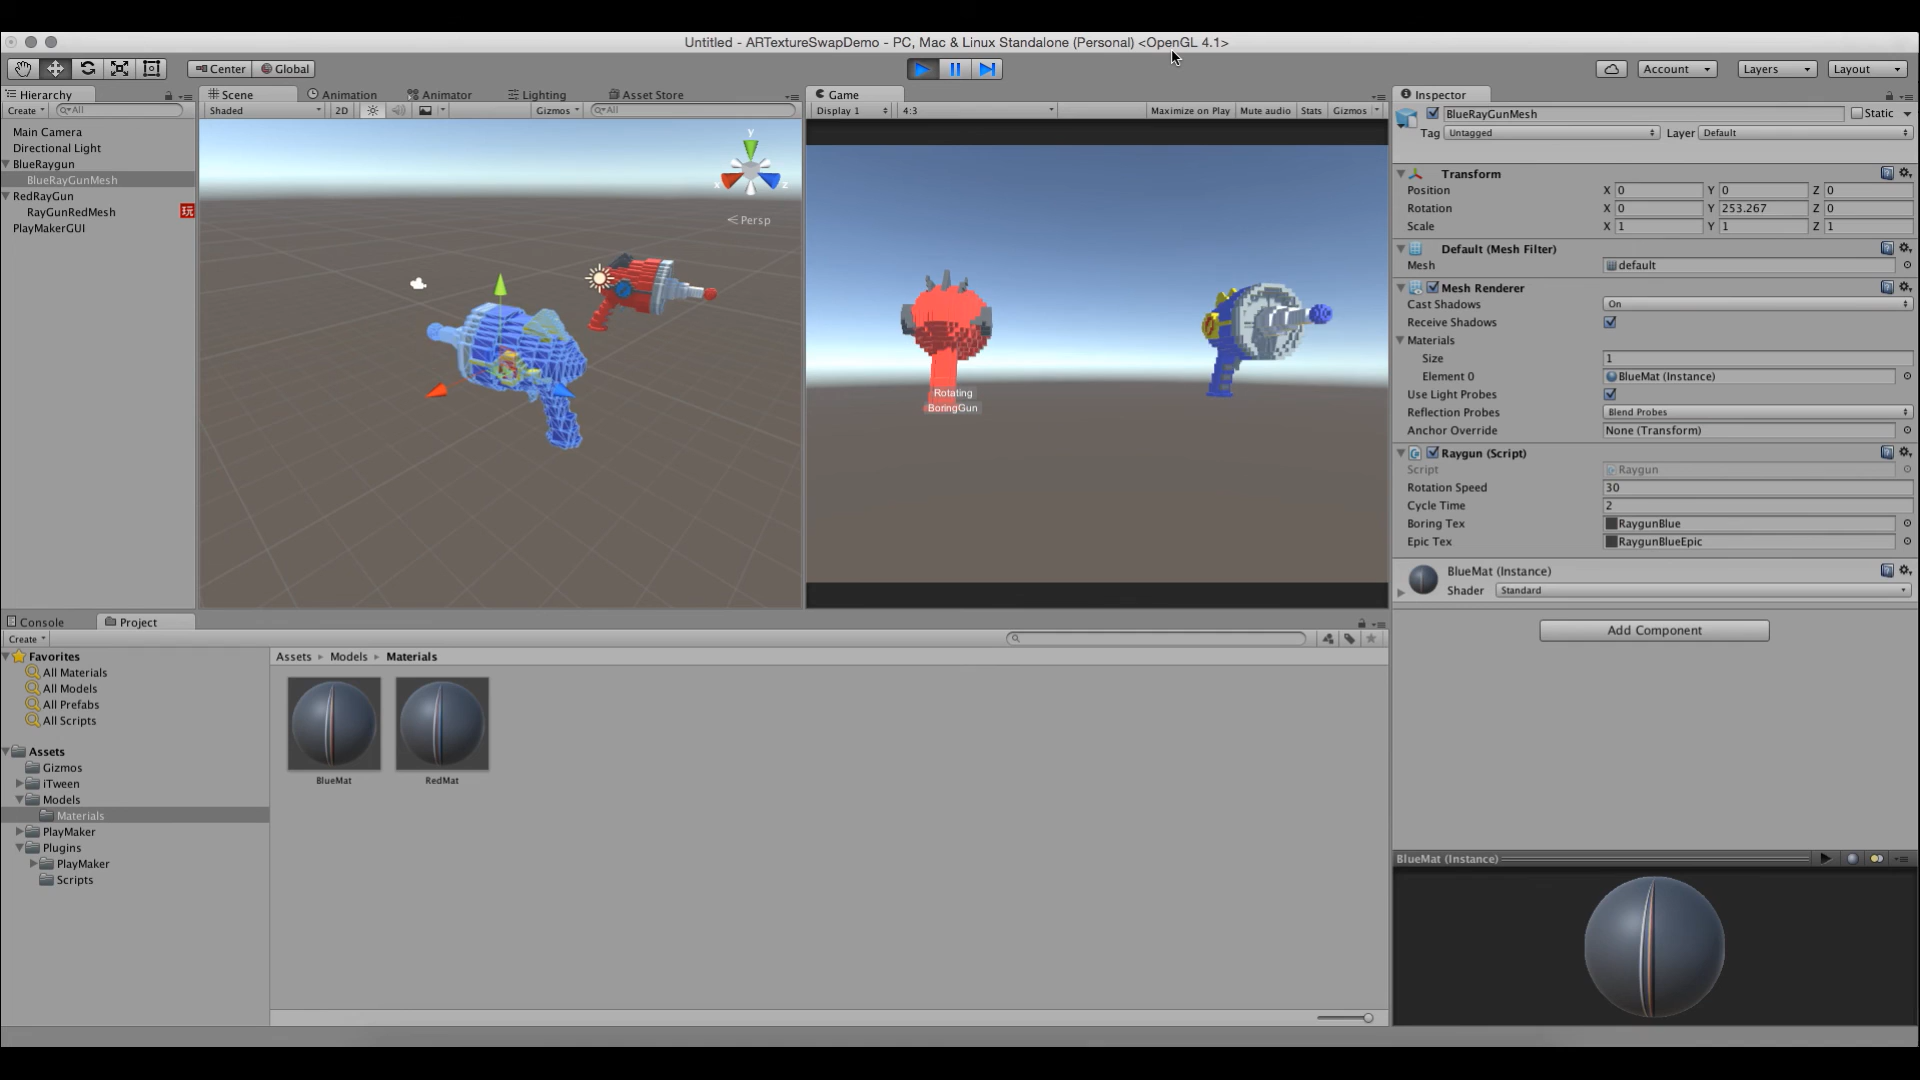 Untitled - ARTextureSwapDemo - PC, Mac & Linux Standalone (Personal) <OpenGL 4.1>
Center
Global
Account
Layers
Layout
Hierarchy
Create
All
Main Camera
Directional Light
BlueRaygun
BlueRayGunMesh
RedRayGun
RayGunRedMesh
玩
PlayMakerGUI
Scene
Animation
Animator
Lighting
Asset Store
Shaded
2D
Gizmos
All
y
x
z
Persp
Game
Display 1
4:3
Maximize on Play
Mute audio
Stats
Gizmos
Rotating
BoringGun
Inspector
BlueRayGunMesh
Static
Tag Untagged
Layer Default
Transform
Position X 0 Y 0 Z 0
Rotation X 0 Y 253.267 Z 0
Scale X 1 Y 1 Z 1
Default (Mesh Filter)
Mesh default
Mesh Renderer
Cast Shadows On
Receive Shadows
Materials
Size 1
Element 0 BlueMat (Instance)
Use Light Probes
Reflection Probes Blend Probes
Anchor Override None (Transform)
Raygun (Script)
Script Raygun
Rotation Speed 30
Cycle Time 2
Boring Tex RaygunBlue
Epic Tex RaygunBlueEpic
BlueMat (Instance)
Shader Standard
Add Component
BlueMat (Instance)
Console
Project
Create
Favorites
All Materials
All Models
All Prefabs
All Scripts
Assets
Gizmos
iTween
Models
Materials
PlayMaker
Plugins
PlayMaker
Scripts
Assets
Models
Materials
BlueMat
RedMat